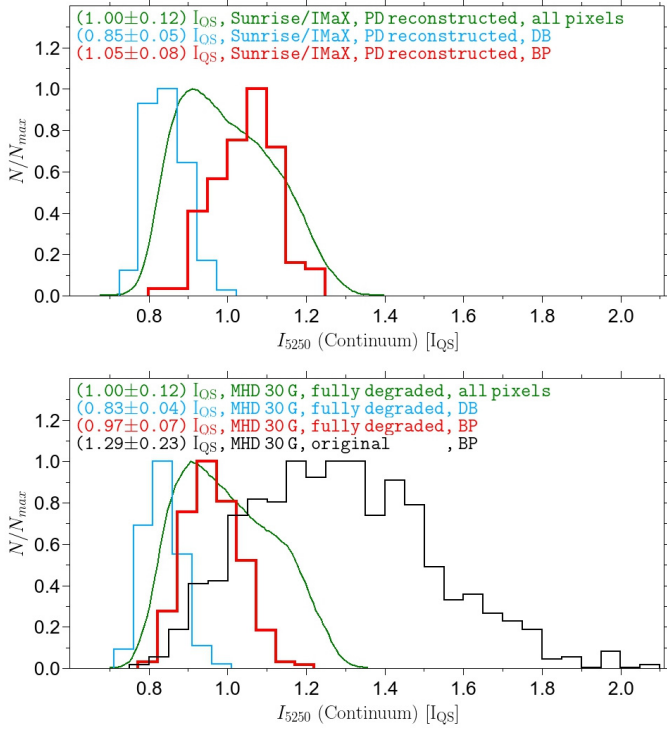 (1.00±0.12) I_QS, Sunrise/IMaX, PD reconstructed, all pixels
(0.85±0.05) I_QS, Sunrise/IMaX, PD reconstructed, DB
(1.05±0.08) I_QS, Sunrise/IMaX, PD reconstructed, BP
1.2
1.0
0.8
0.6
0.4
0.2
0.0
N/N_max
0.8 1.0 1.2 1.4 1.6 1.8 2.0
I_5250 (Continuum) [I_QS]
(1.00±0.12) I_QS, MHD 30 G, fully degraded, all pixels
(0.83±0.04) I_QS, MHD 30 G, fully degraded, DB
(0.97±0.07) I_QS, MHD 30 G, fully degraded, BP
(1.29±0.23) I_QS, MHD 30 G, original , BP
1.2
1.0
0.8
0.6
0.4
0.2
0.0
N/N_max
0.8 1.0 1.2 1.4 1.6 1.8 2.0
I_5250 (Continuum) [I_QS]